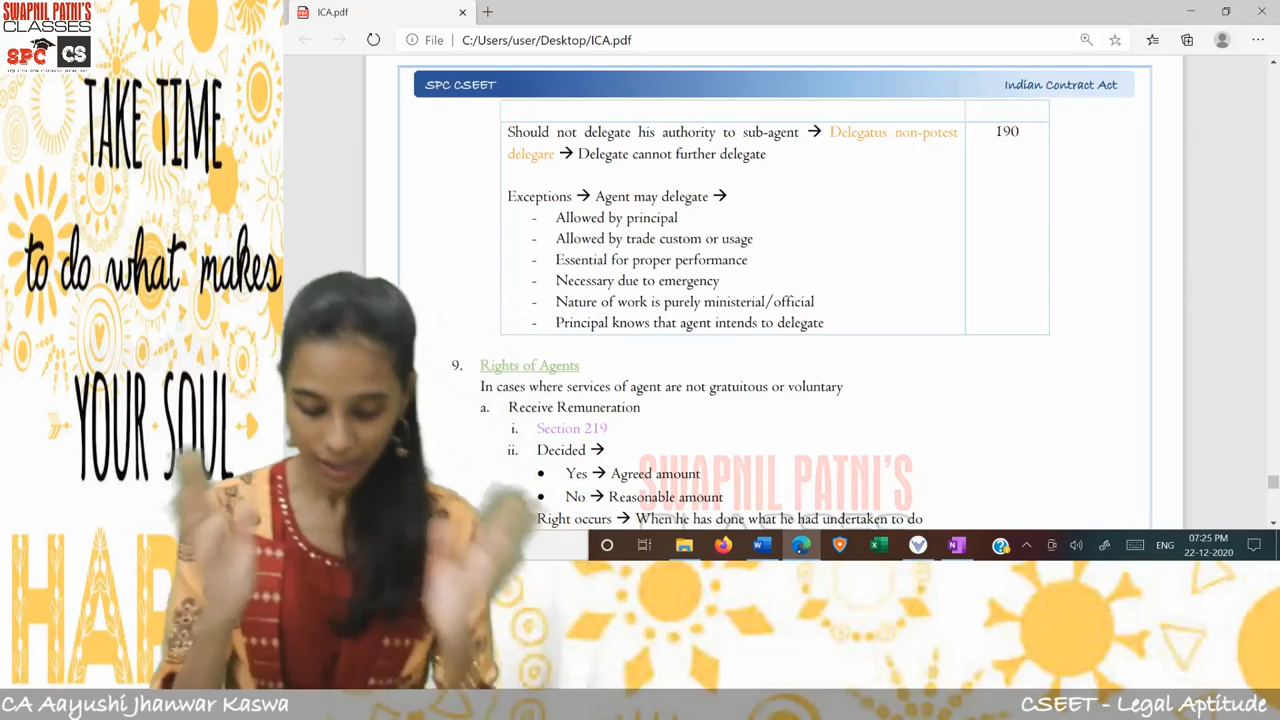 SWAPNIL PATNI'S
CLASSES
SPC CS
TAKE TIME
to do what makes
YOUR SOUL
HAP
ICA.pdf
File C:/Users/user/Desktop/ICA.pdf
SPC CSEET Indian Contract Act
Should not delegate his authority to sub-agent → Delegatus non-potest 190
delegare → Delegate cannot further delegate
Exceptions → Agent may delegate →
- Allowed by principal
- Allowed by trade custom or usage
- Essential for proper performance
- Necessary due to emergency
- Nature of work is purely ministerial/official
- Principal knows that agent intends to delegate
9. Rights of Agents
In cases where services of agent are not gratuitous or voluntary
a. Receive Remuneration
i. Section 219
ii. Decided →
• Yes → Agreed amount
• No → Reasonable amount
SWAPNIL PATNI'S
Right occurs → When he has done what he had undertaken to do
ENG
07:25 PM
22-12-2020
CA Aayushi Jhanwar Kaswa
CSEET - Legal Aptitude